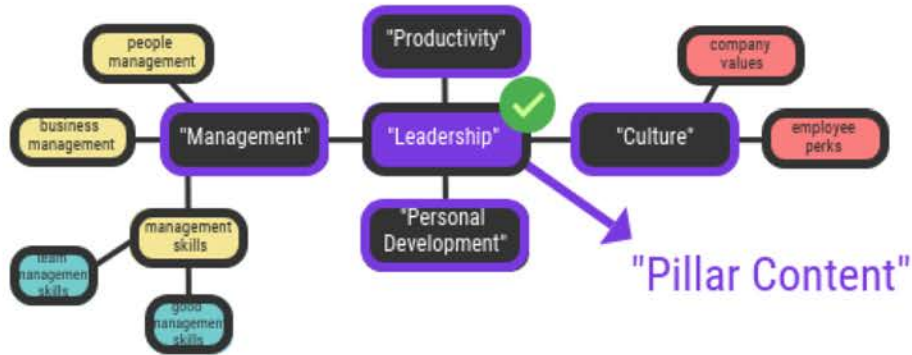 people
management
"Productivity"
company
values
business
management
"Management"
"Leadership"
"Culture"
employee
perks
management
skills
"Personal
Development"
team
management
skills
good
management
skills
"Pillar Content"